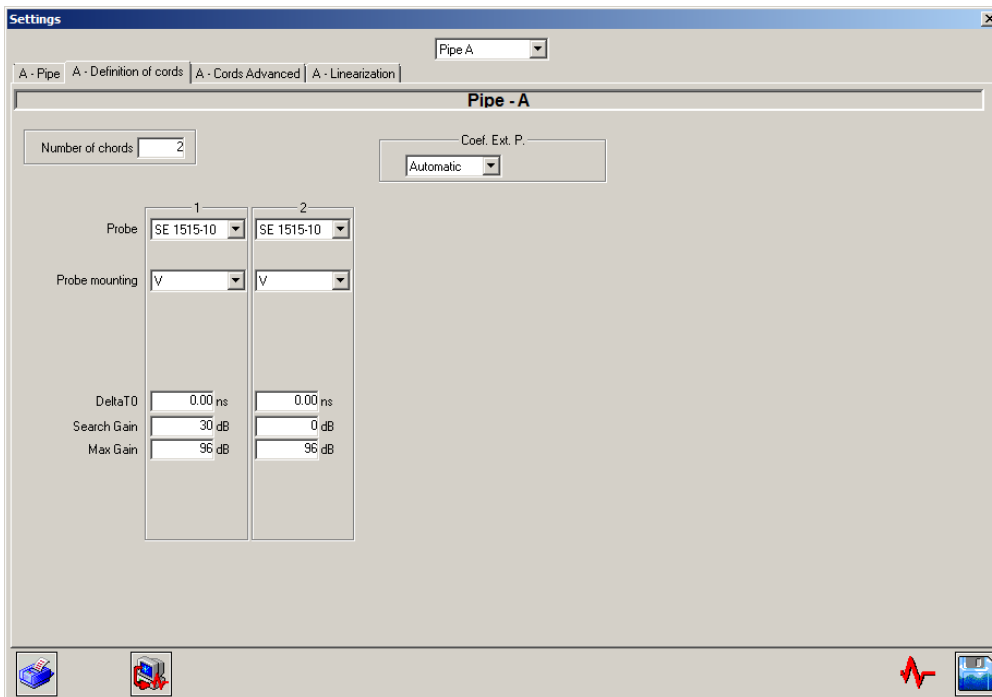 Settings
Pipe A
A - Pipe A - Definition of cords A - Cords Advanced A - Linearization
Pipe - A
Number of chords 2
Coef. Ext. P.
Automatic
1 2
Probe SE 1515-10 SE 1515-10
Probe mounting V V
DeltaT0 0.00 ns 0.00 ns
Search Gain 30 dB 0 dB
Max Gain 96 dB 96 dB